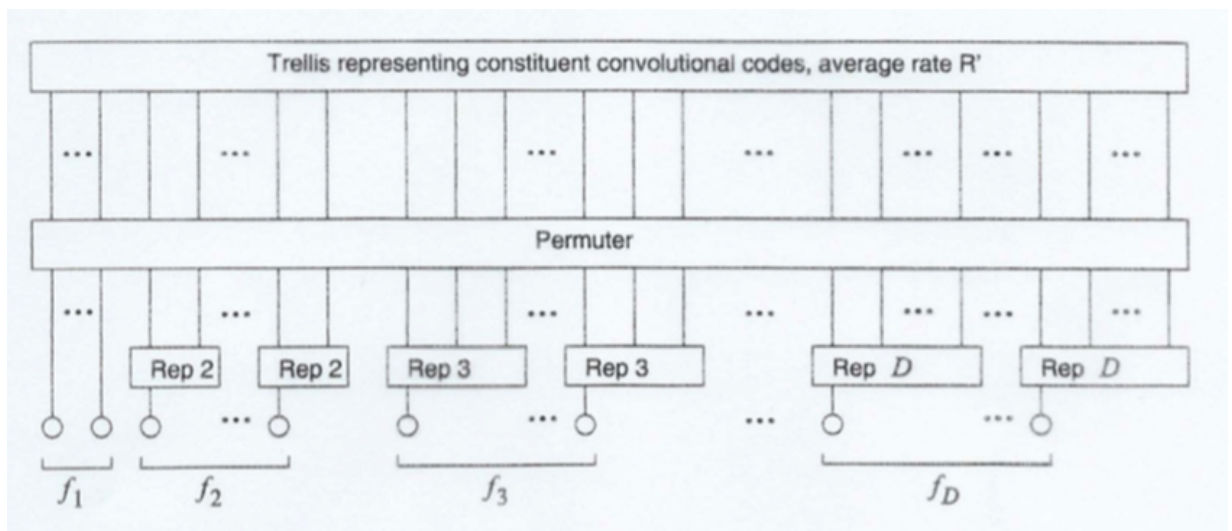 Trellis representing constituent convolutional codes, average rate R'
Permuter
Rep 2 Rep 2 Rep 3 Rep 3 Rep D Rep D
f1 f2 f3 fD